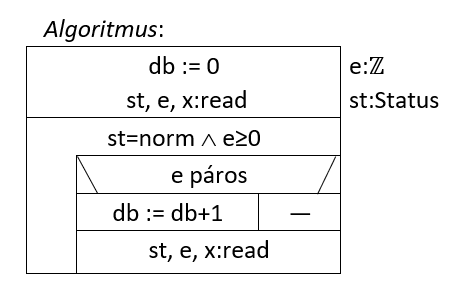 Algoritmus:
db := 0 e:ℤ
st, e, x:read st:Status
st=norm ∧ e≥0
e páros
db := db+1 —
st, e, x:read